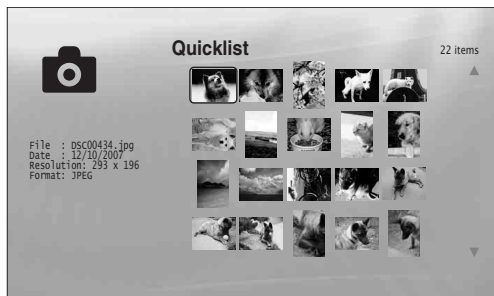 Quicklist
22 items
File : DSC00434.jpg
Date : 12/10/2007
Resolution: 293 x 196
Format: JPEG